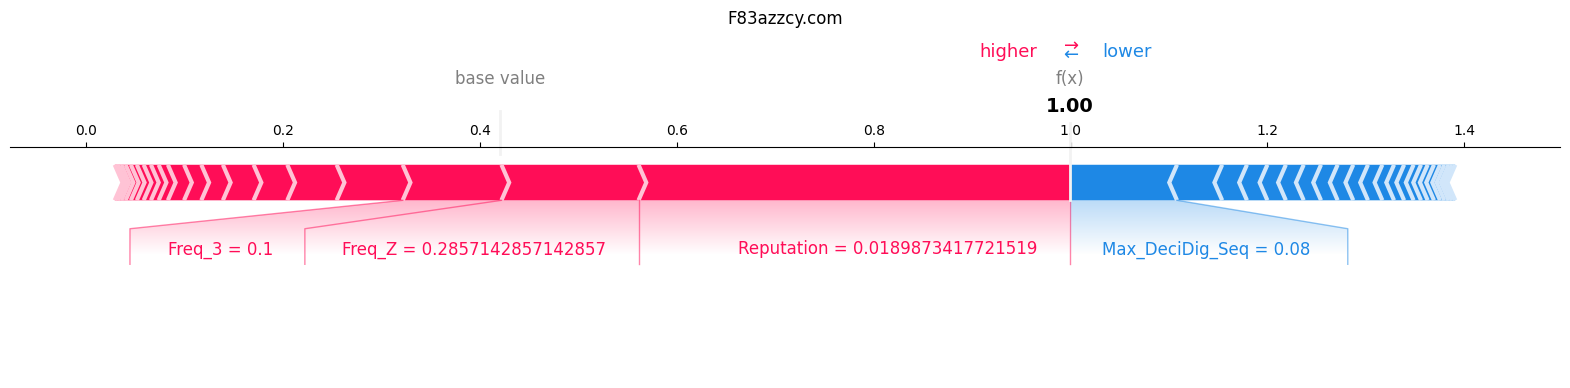 F83azzcy.com
higher → ← lower
base value f(x)
1.00
0.0 0.2 0.4 0.6 0.8 1.0 1.2 1.4
Freq_3 = 0.1 Freq_Z = 0.2857142857142857 Reputation = 0.0189873417721519 Max_DeciDig_Seq = 0.08